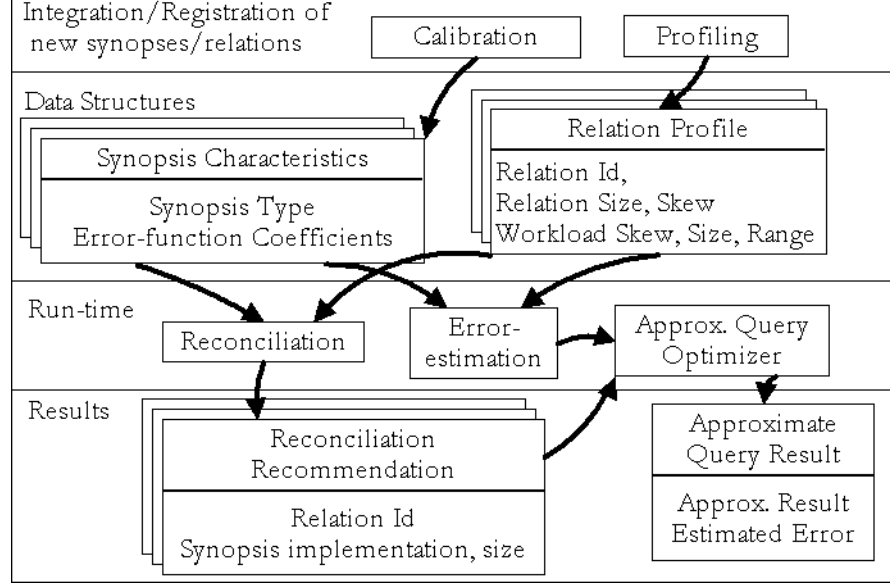 Integration/Registration of
new synopses/relations
Calibration
Profiling
Data Structures
Synopsis Characteristics
Synopsis Type
Error-function Coefficients
Relation Profile
Relation Id,
Relation Size, Skew
Workload Skew, Size, Range
Run-time
Reconciliation
Error-
estimation
Approx. Query
Optimizer
Results
Reconciliation
Recommendation
Relation Id
Synopsis implementation, size
Approximate
Query Result
Approx. Result
Estimated Error